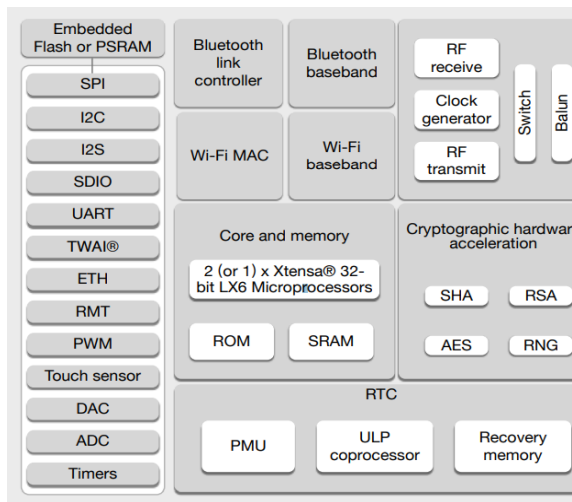 Embedded
Flash or PSRAM
SPI
I2C
I2S
SDIO
UART
TWAI®
ETH
RMT
PWM
Touch sensor
DAC
ADC
Timers
Bluetooth
link
controller
Bluetooth
baseband
Wi-Fi MAC
Wi-Fi
baseband
RF
receive
Clock
generator
RF
transmit
Switch
Balun
Core and memory
2 (or 1) x Xtensa® 32-
bit LX6 Microprocessors
ROM
SRAM
Cryptographic hardware
acceleration
SHA
RSA
AES
RNG
RTC
PMU
ULP
coprocessor
Recovery
memory